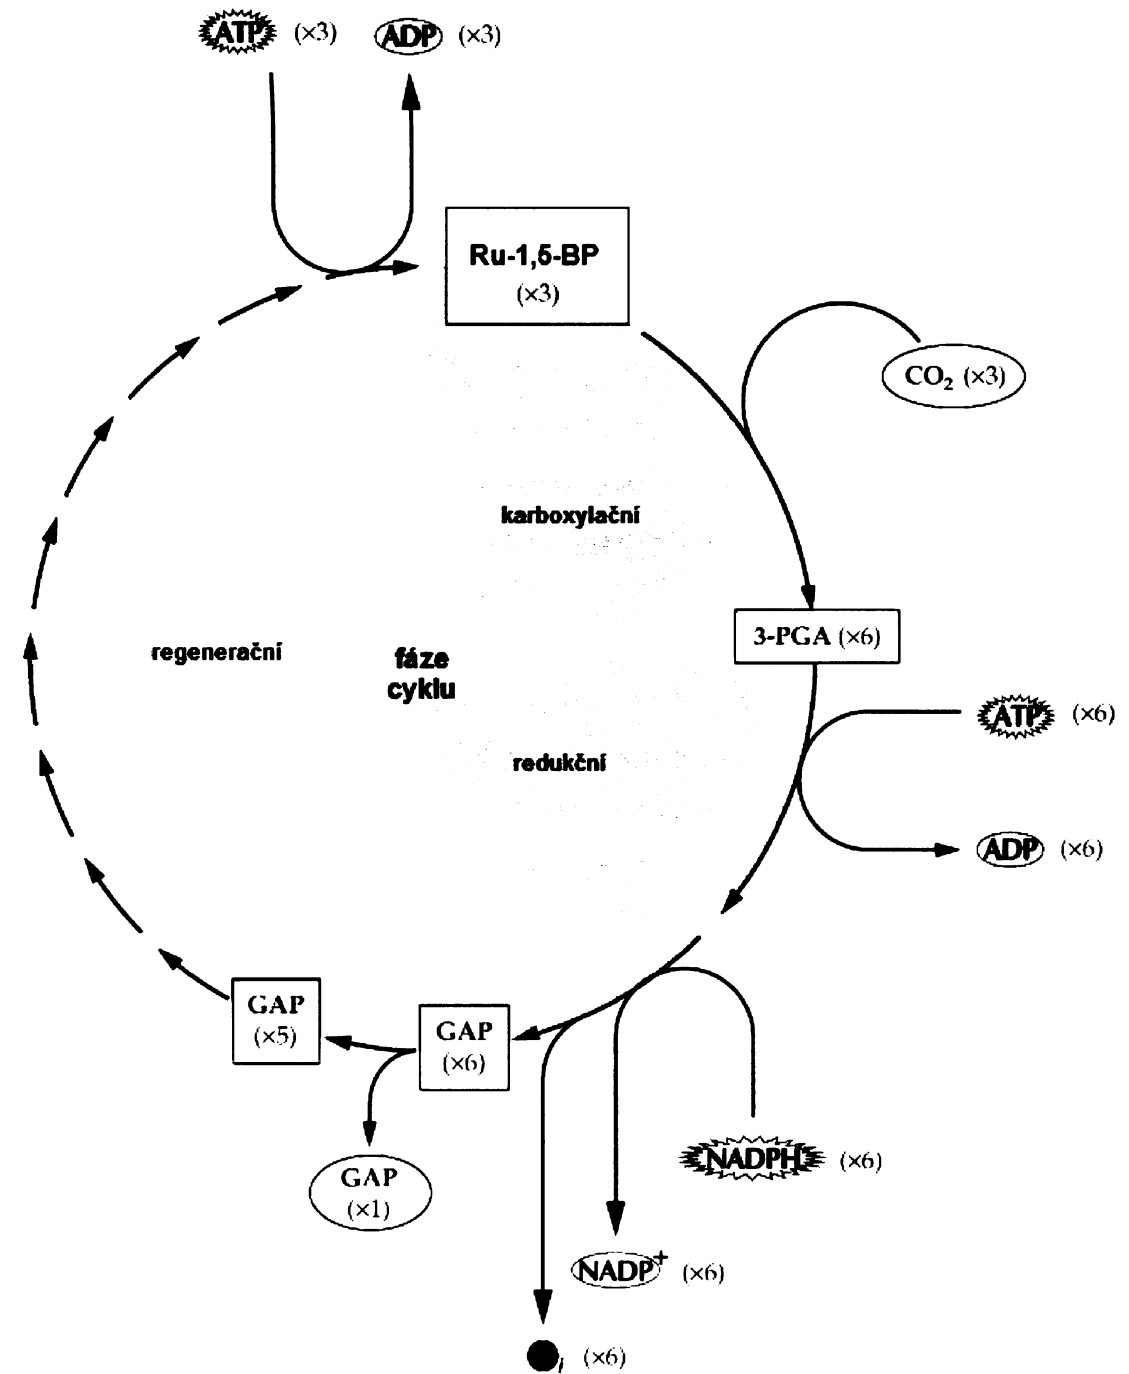 ATP (×3) ADP (×3)
Ru-1,5-BP
(×3)
CO₂ (×3)
karboxylační
3-PGA (×6)
regenerační
fáze
cyklu
ATP (×6)
redukční
ADP (×6)
GAP
(×5)
GAP
(×6)
GAP
(×1)
NADPH (×6)
NADP⁺ (×6)
i (×6)